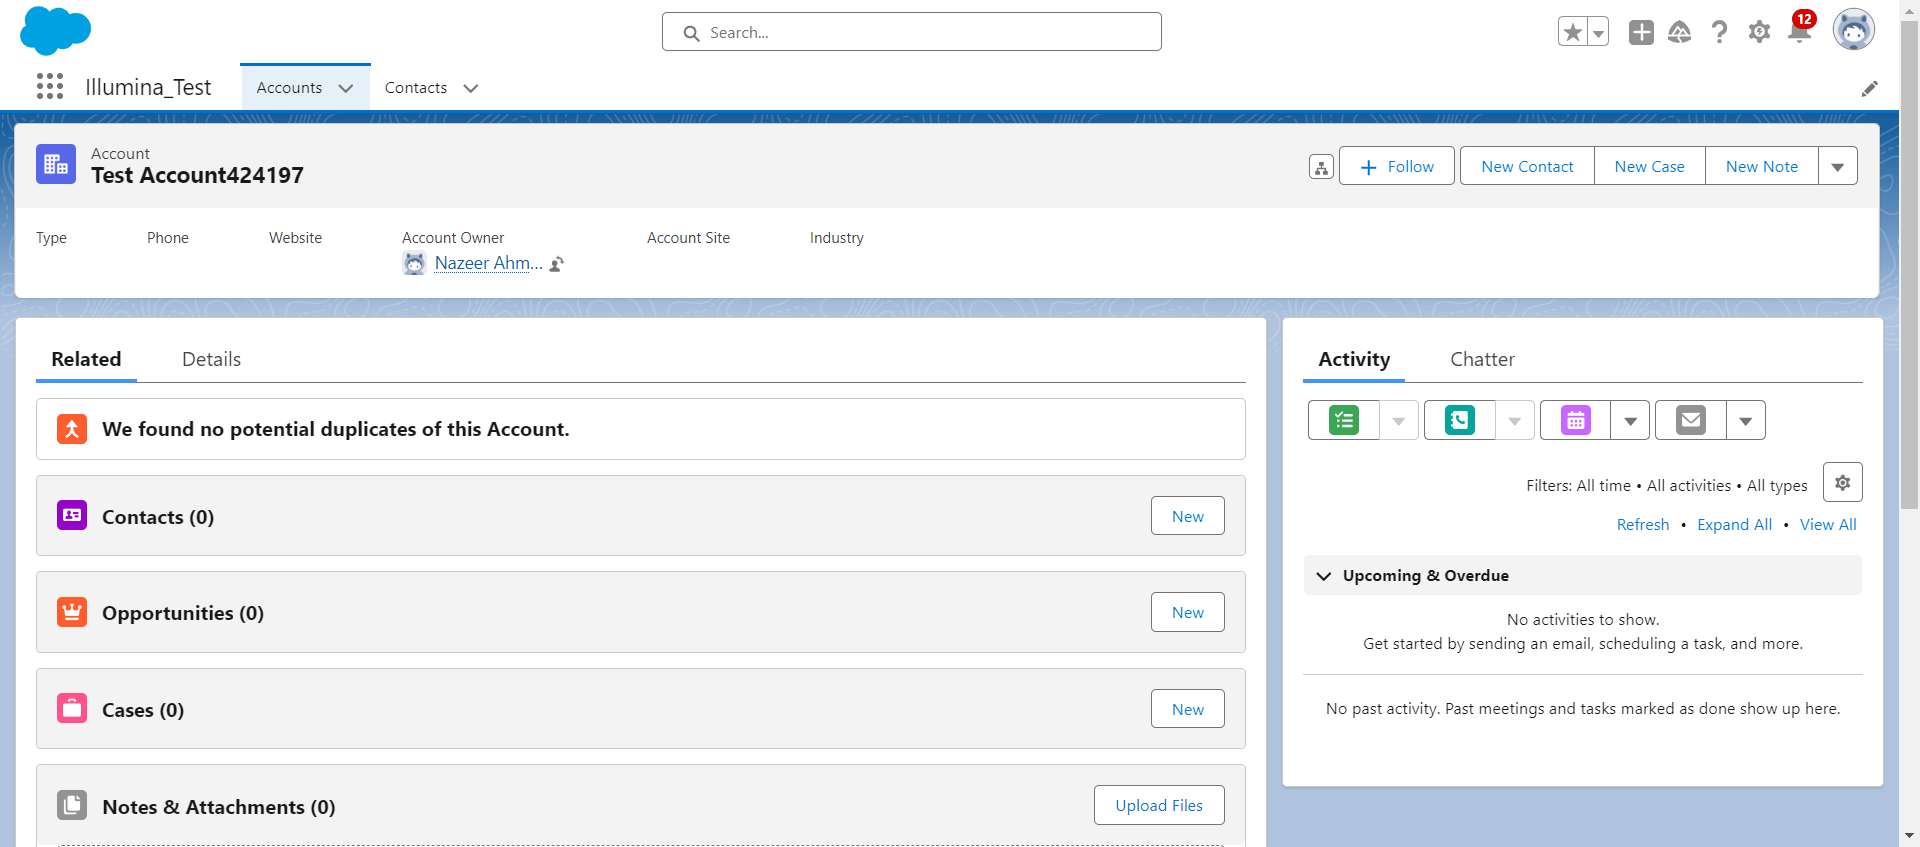 Search...
12
Illumina_Test
Accounts
Contacts
Account
Test Account424197
Follow
New Contact
New Case
New Note
Type
Phone
Website
Account Owner
Account Site
Industry
Nazeer Ahm...
Related
Details
We found no potential duplicates of this Account.
Contacts (0)
New
Opportunities (0)
New
Cases (0)
New
Notes & Attachments (0)
Upload Files
Activity
Chatter
Filters: All time • All activities • All types
Refresh • Expand All • View All
Upcoming & Overdue
No activities to show.
Get started by sending an email, scheduling a task, and more.
No past activity. Past meetings and tasks marked as done show up here.